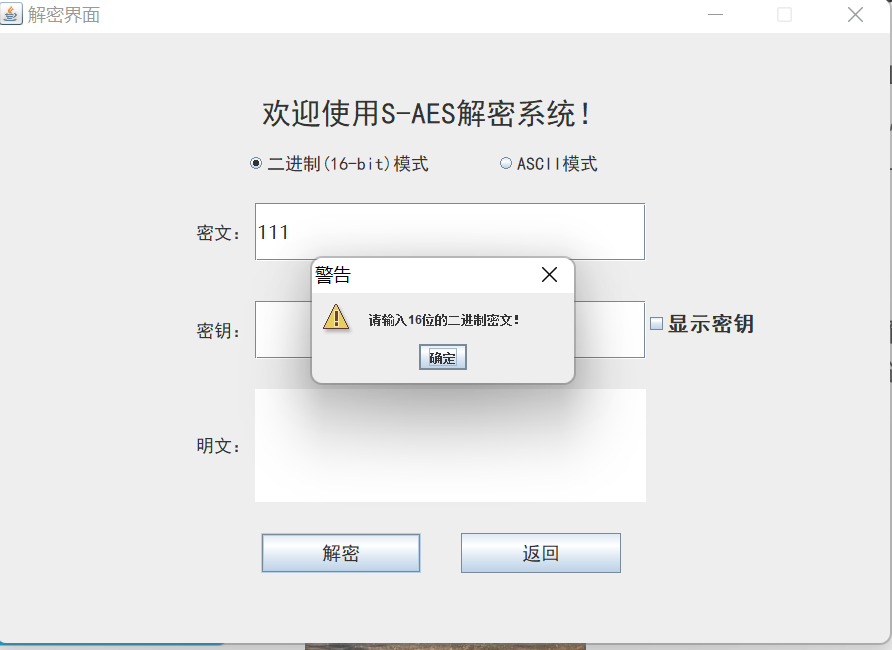 解密界面
欢迎使用S-AES解密系统！
二进制(16-bit)模式 ASCII模式
密文： 111
警告
请输入16位的二进制密文！
确定
密钥： 显示密钥
明文：
解密 返回